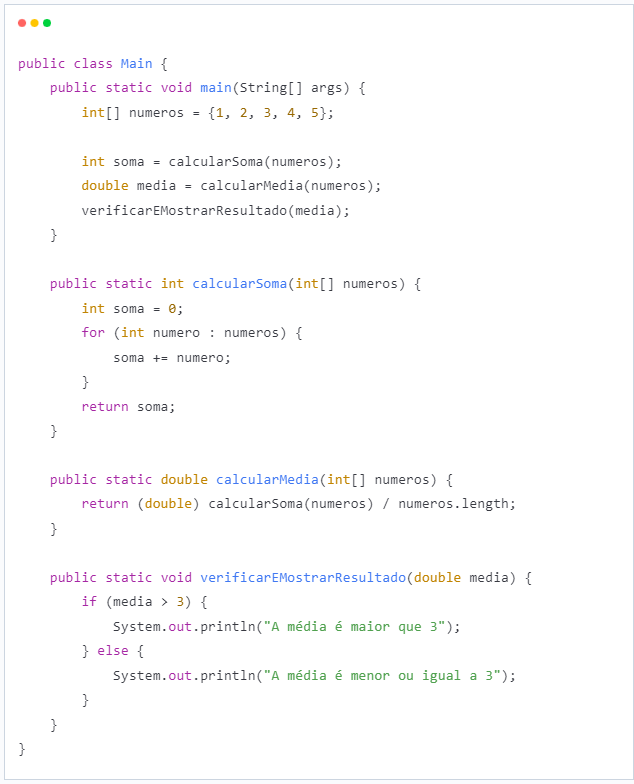 public class Main {
    public static void main(String[] args) {
        int[] numeros = {1, 2, 3, 4, 5};

        int soma = calcularSoma(numeros);
        double media = calcularMedia(numeros);
        verificarEMostrarResultado(media);
    }

    public static int calcularSoma(int[] numeros) {
        int soma = 0;
        for (int numero : numeros) {
            soma += numero;
        }
        return soma;
    }

    public static double calcularMedia(int[] numeros) {
        return (double) calcularSoma(numeros) / numeros.length;
    }

    public static void verificarEMostrarResultado(double media) {
        if (media > 3) {
            System.out.println("A média é maior que 3");
        } else {
            System.out.println("A média é menor ou igual a 3");
        }
    }
}